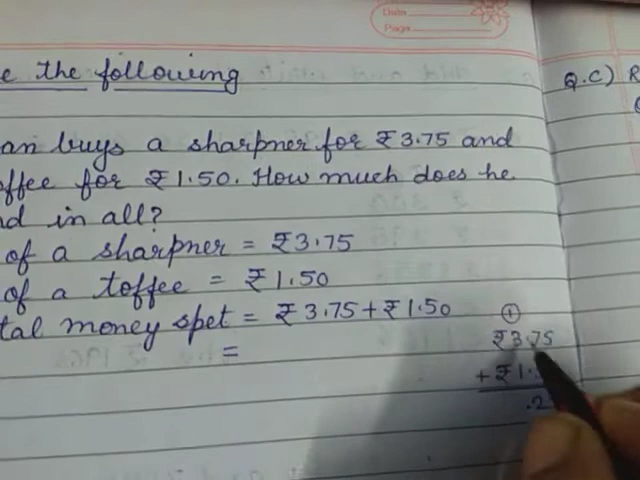 Date
Page
e the following
Q.C) R
an buys a sharpner for ₹3.75 and
offee for ₹1.50. How much does he
nd in all?
of a sharpner = ₹3.75
of a toffee = ₹1.50
tal money spet = ₹3.75+₹1.50
=
+
₹3.75
+ ₹1.
.2